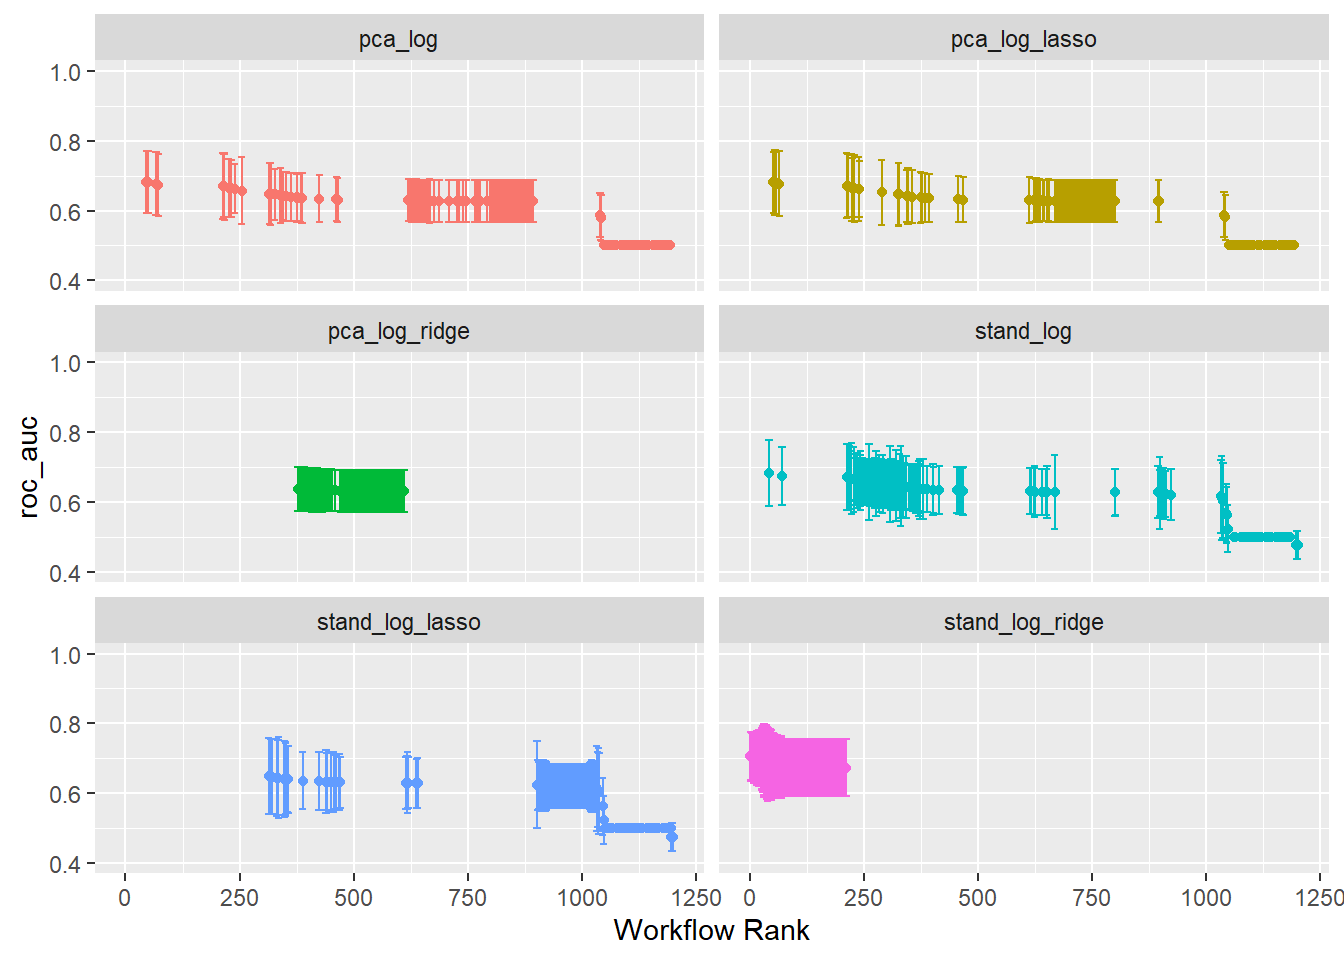 pca_log
pca_log_lasso
1.0
0.8
0.6
0.4
pca_log_ridge
stand_log
1.0
0.8
0.6
0.4
stand_log_lasso
stand_log_ridge
1.0
0.8
0.6
0.4
0 250 500 750 1000 1250 0 250 500 750 1000 1250
Workflow Rank
roc_auc